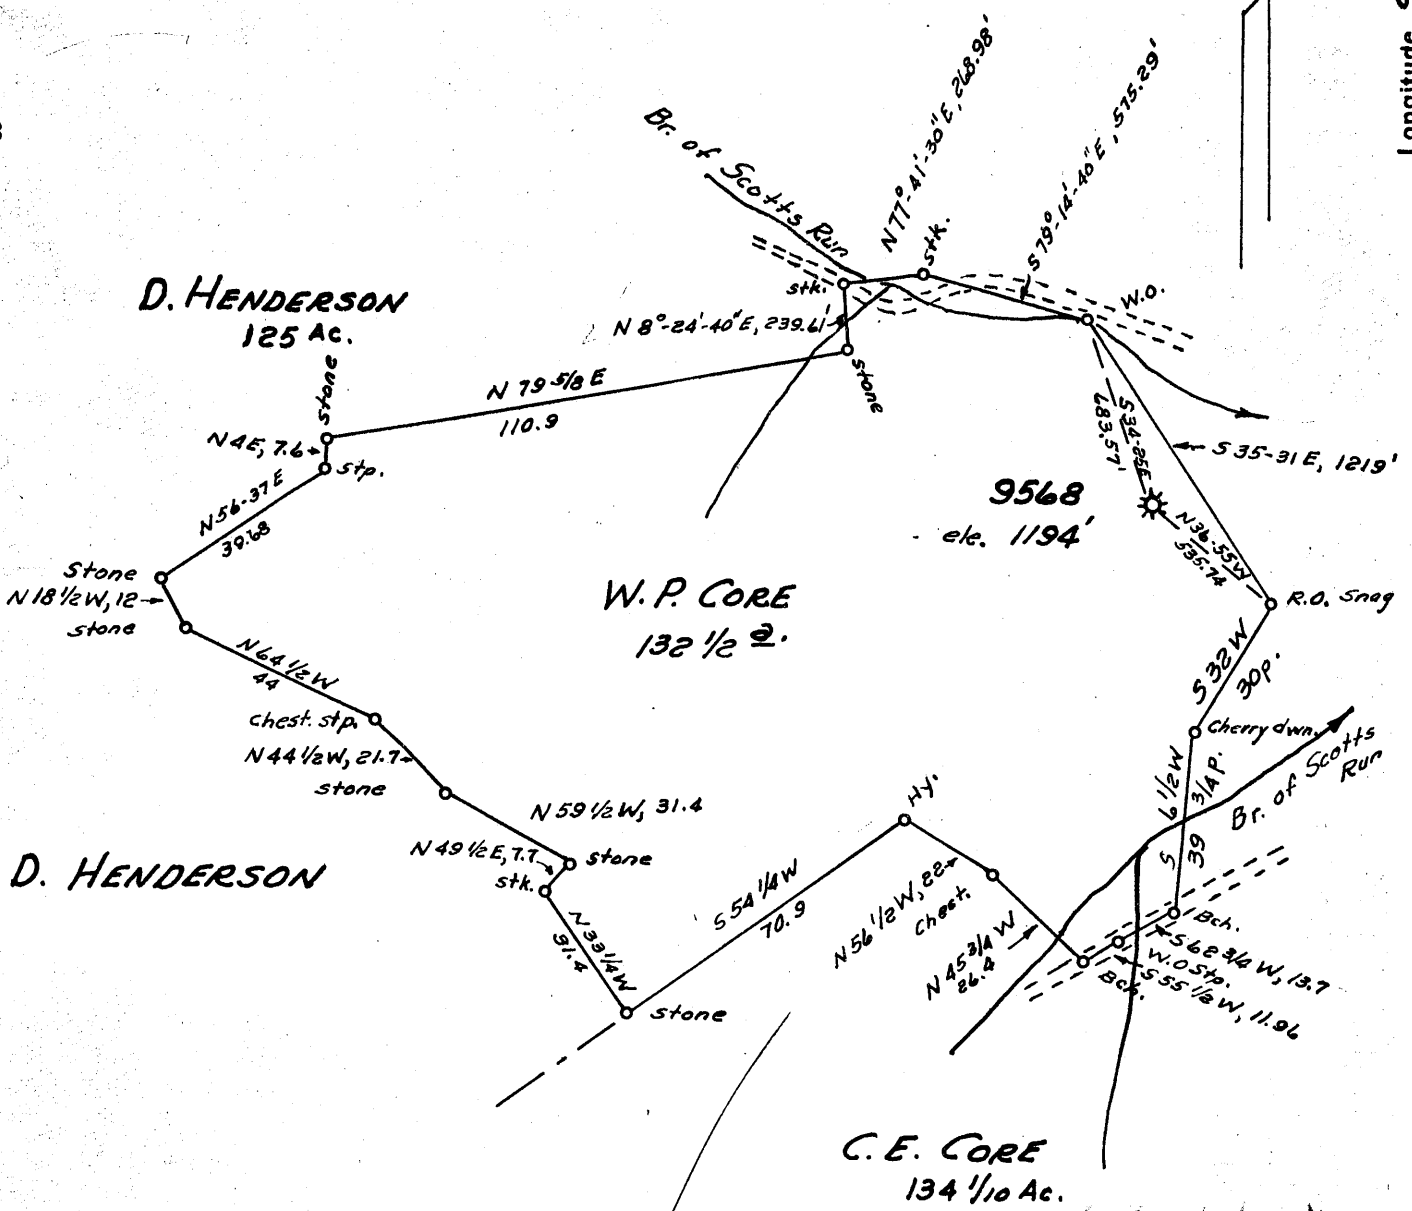 Longitude
N 77°-41'-30"E, 268.98'
S 79°-14'-40"E, 575.29'
Br. of Scotts Run
stk.
stk.
W.O.
D. HENDERSON
125 Ac.
N 8°-24'-40"E, 239.61'
stone
stone
N 79 5/8 E
110.9
N4E, 7.6
stp.
S 34-25E
683.57'
S 35-31 E, 1219'
9568
ele. 1194'
N 36-55W
535.74
N 56-37 E
39.68
Stone
N 18 1/2 W, 12
stone
W.P. CORE
132 1/2 a.
R.O. Snag
N 64 1/2 W
44
S 32 W
30p.
Chest. stp.
Cherry dwn.
N 44 1/2 W, 21.7
stone
S 6 1/2 W
39 3/4 P.
Br. of Scotts
Run
Hy.
N 59 1/2 W, 31.4
N 49 1/2 E, 7.7
stone
stk.
D. HENDERSON
S 54 1/4 W
70.9
N 56 1/2 W, 22
Chest.
N 33 1/4 W
31.4
N 45 3/4 W
26.4
Bch.
S 62 3/4 W, 13.7
W.O Stp.
S 55 1/2 W, 11.96
Bch.
stone
C. E. CORE
134 1/10 Ac.